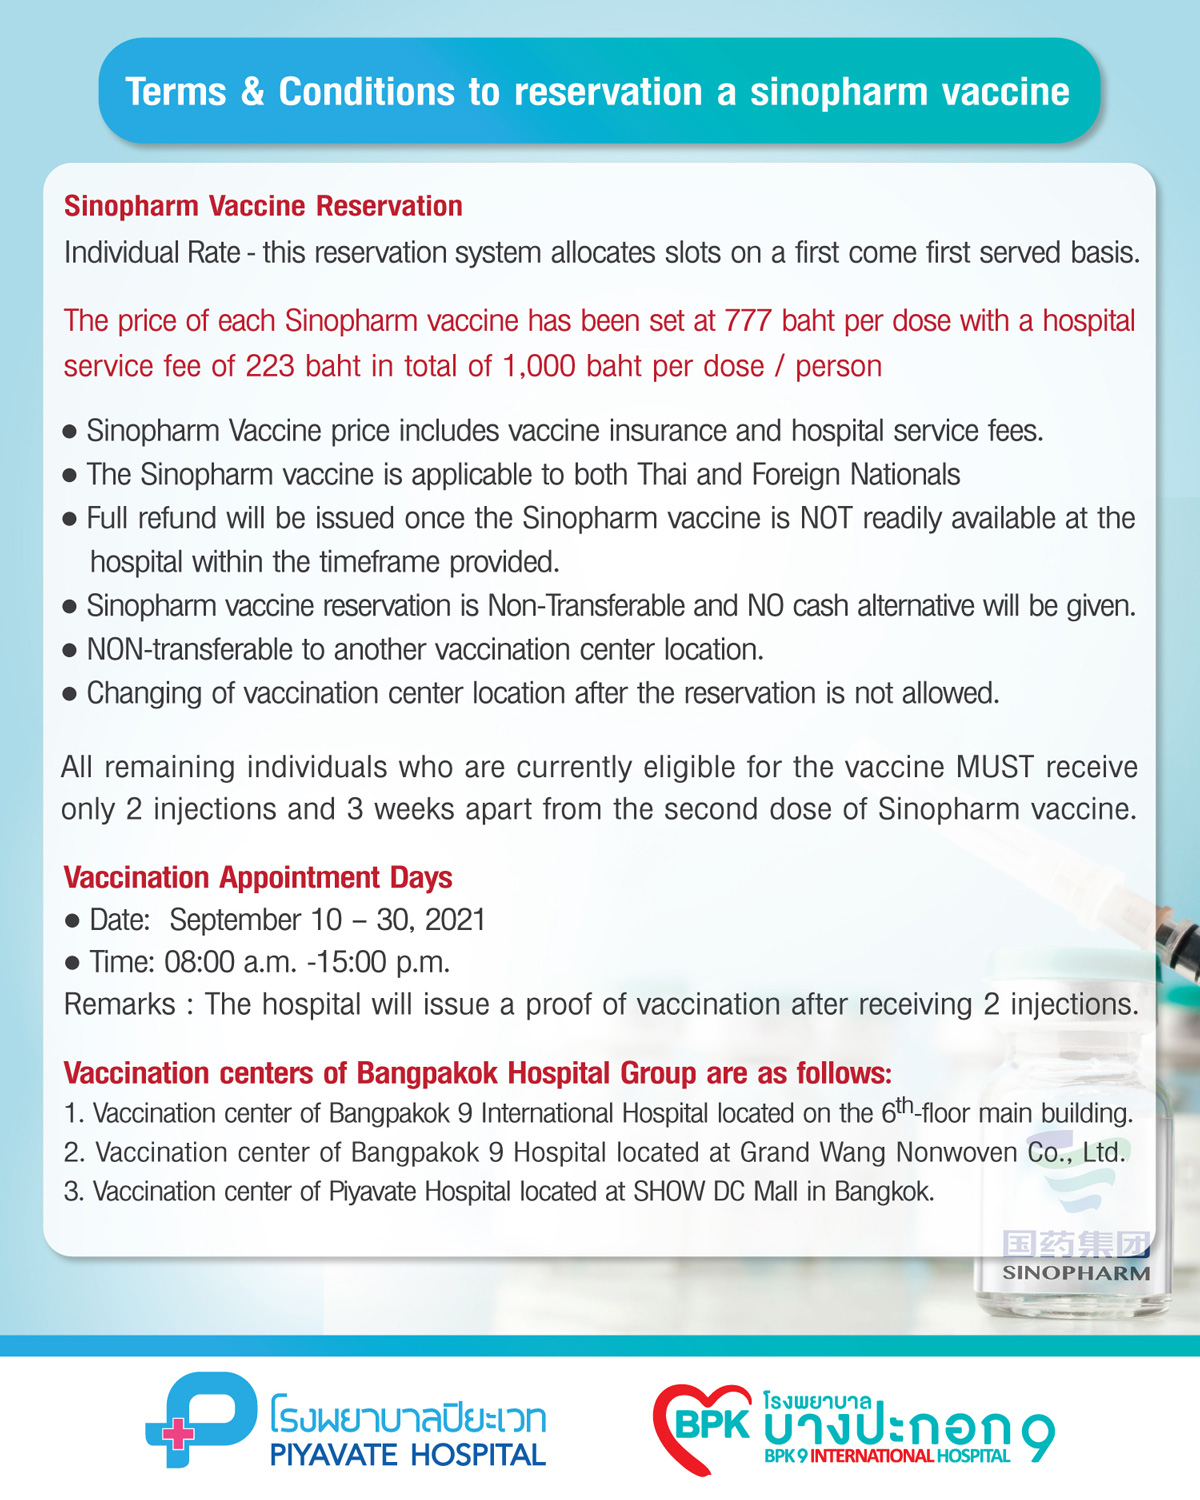 Terms & Conditions to reservation a sinopharm vaccine
Sinopharm Vaccine Reservation
Individual Rate - this reservation system allocates slots on a first come first served basis.
The price of each Sinopharm vaccine has been set at 777 baht per dose with a hospital
service fee of 223 baht in total of 1,000 baht per dose / person
● Sinopharm Vaccine price includes vaccine insurance and hospital service fees.
● The Sinopharm vaccine is applicable to both Thai and Foreign Nationals
● Full refund will be issued once the Sinopharm vaccine is NOT readily available at the
hospital within the timeframe provided.
● Sinopharm vaccine reservation is Non-Transferable and NO cash alternative will be given.
● NON-transferable to another vaccination center location.
● Changing of vaccination center location after the reservation is not allowed.
All remaining individuals who are currently eligible for the vaccine MUST receive
only 2 injections and 3 weeks apart from the second dose of Sinopharm vaccine.
Vaccination Appointment Days
● Date: September 10 – 30, 2021
● Time: 08:00 a.m. -15:00 p.m.
Remarks : The hospital will issue a proof of vaccination after receiving 2 injections.
Vaccination centers of Bangpakok Hospital Group are as follows:
1. Vaccination center of Bangpakok 9 International Hospital located on the 6th-floor main building.
2. Vaccination center of Bangpakok 9 Hospital located at Grand Wang Nonwoven Co., Ltd.
3. Vaccination center of Piyavate Hospital located at SHOW DC Mall in Bangkok.
国药集团
SINOPHARM
โรงพยาบาลปิยะเวท
PIYAVATE HOSPITAL
BPK
โรงพยาบาล
บางปะกอก 9
BPK 9 INTERNATIONAL HOSPITAL